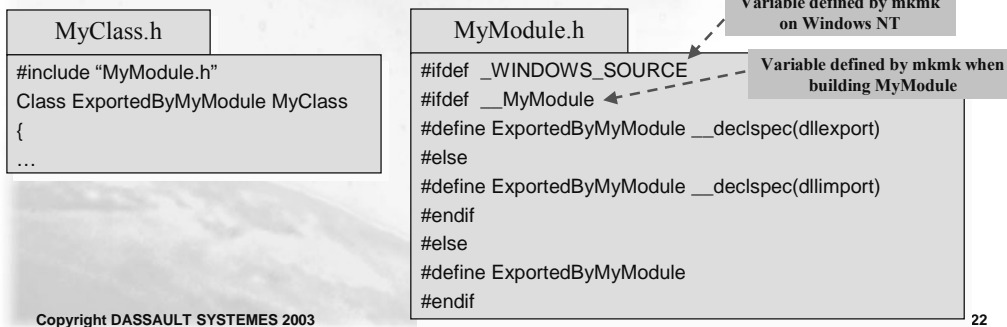 MyClass.h
#include “MyModule.h”
Class ExportedByMyModule MyClass
{
…
MyModule.h
#ifdef _WINDOWS_SOURCE
#ifdef __MyModule
#define ExportedByMyModule __declspec(dllexport)
#else
#define ExportedByMyModule __declspec(dllimport)
#endif
#else
#define ExportedByMyModule
#endif
Variable defined by mkmk
on Windows NT
Variable defined by mkmk when
building MyModule
Copyright DASSAULT SYSTEMES 2003
22